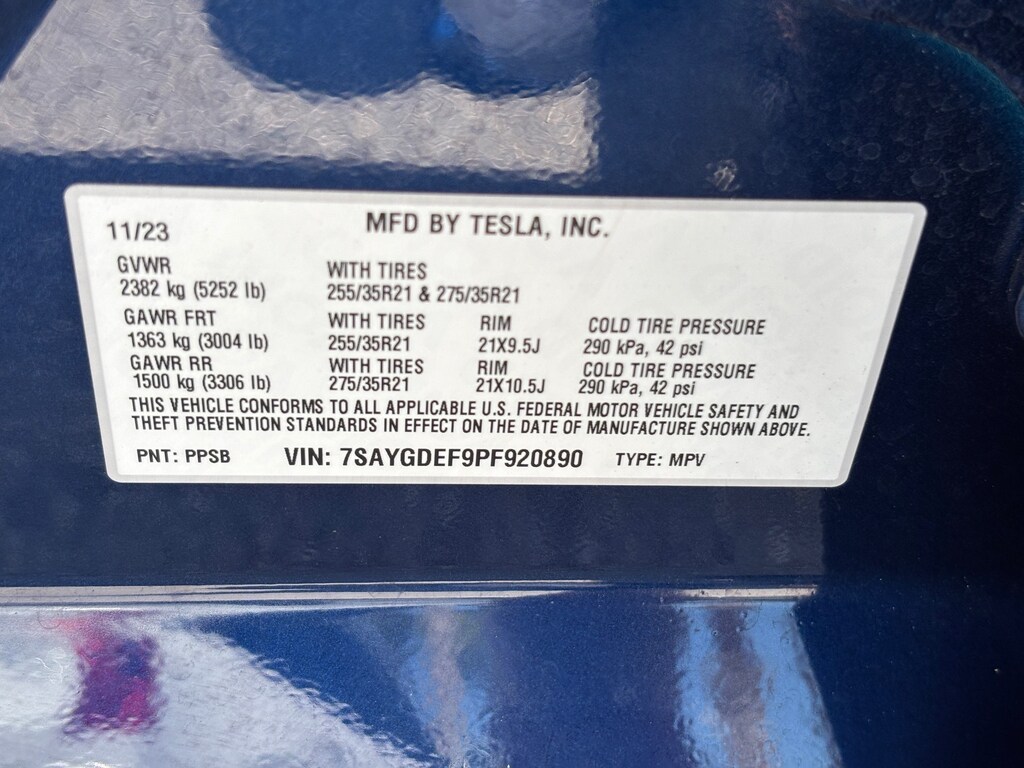 11/23 MFD BY TESLA, INC.
GVWR WITH TIRES
2382 kg (5252 lb) 255/35R21 & 275/35R21
GAWR FRT WITH TIRES RIM COLD TIRE PRESSURE
1363 kg (3004 lb) 255/35R21 21X9.5J 290 kPa, 42 psi
GAWR RR WITH TIRES RIM COLD TIRE PRESSURE
1500 kg (3306 lb) 275/35R21 21X10.5J 290 kPa, 42 psi
THIS VEHICLE CONFORMS TO ALL APPLICABLE U.S. FEDERAL MOTOR VEHICLE SAFETY AND
THEFT PREVENTION STANDARDS IN EFFECT ON THE DATE OF MANUFACTURE SHOWN ABOVE.
PNT: PPSB VIN: 7SAYGDEF9PF920890 TYPE: MPV